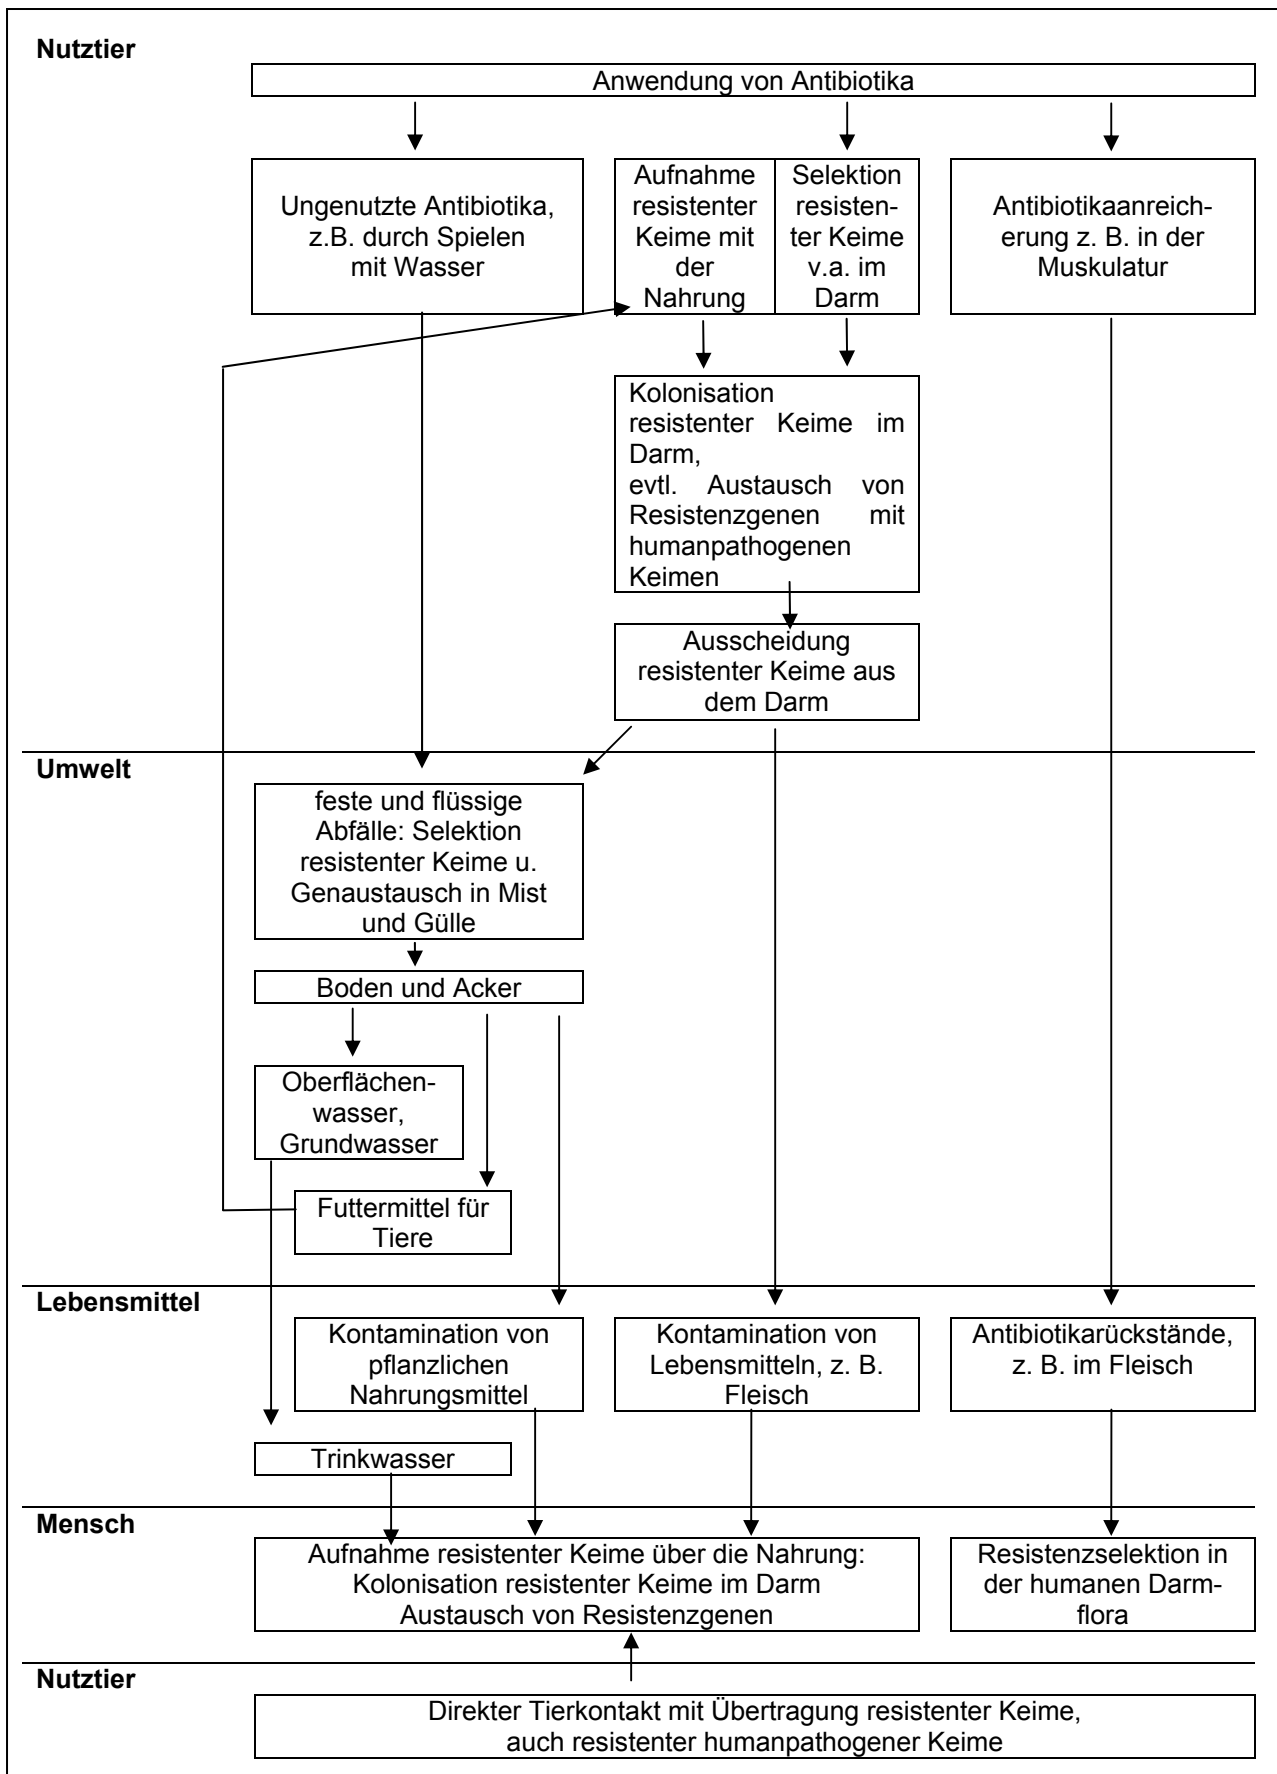 Nutztier
Anwendung von Antibiotika
Ungenutzte Antibiotika,
z.B. durch Spielen
mit Wasser
Aufnahme
resistenter
Keime mit
der
Nahrung
Selektion
resisten-
ter Keime
v.a. im
Darm
Antibiotikaanreich-
erung z. B. in der
Muskulatur
Kolonisation
resistenter Keime im
Darm,
evtl. Austausch von
Resistenzgenen mit
humanpathogenen
Keimen
Ausscheidung
resistenter Keime aus
dem Darm
Umwelt
feste und flüssige
Abfälle: Selektion
resistenter Keime u.
Genaustausch in Mist
und Gülle
Boden und Acker
Oberflächen-
wasser,
Grundwasser
Futtermittel für
Tiere
Lebensmittel
Kontamination von
pflanzlichen
Nahrungsmittel
Kontamination von
Lebensmitteln, z. B.
Fleisch
Antibiotikarückstände,
z. B. im Fleisch
Trinkwasser
Mensch
Aufnahme resistenter Keime über die Nahrung:
Kolonisation resistenter Keime im Darm
Austausch von Resistenzgenen
Resistenzselektion in
der humanen Darm-
flora
Nutztier
Direkter Tierkontakt mit Übertragung resistenter Keime,
auch resistenter humanpathogener Keime